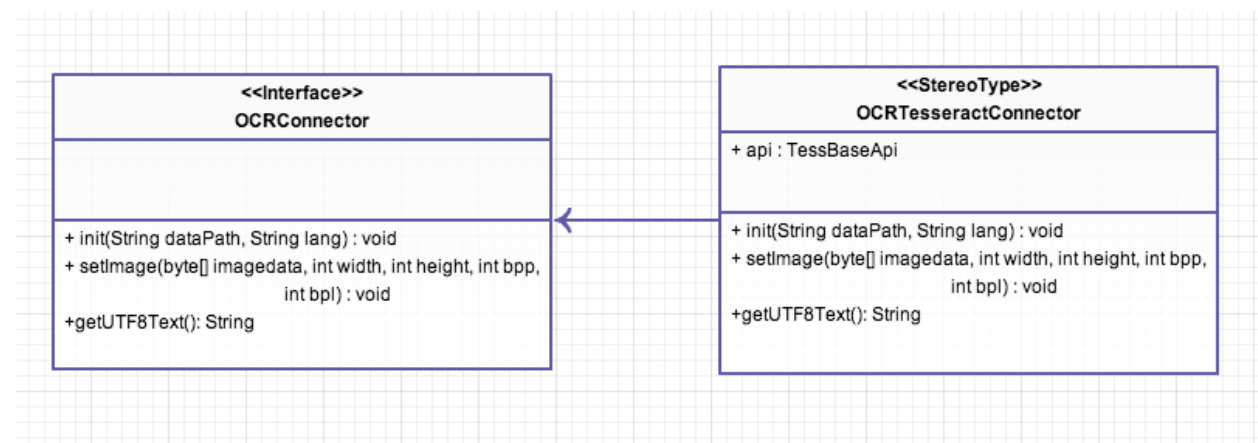 <<Interface>>
OCRConnector
+ init(String dataPath, String lang) : void
+ setImage(byte[] imagedata, int width, int height, int bpp,
int bpl) : void
+getUTF8Text(): String
<<StereoType>>
OCRTesseractConnector
+ api : TessBaseApi
+ init(String dataPath, String lang) : void
+ setImage(byte[] imagedata, int width, int height, int bpp,
int bpl) : void
+getUTF8Text(): String